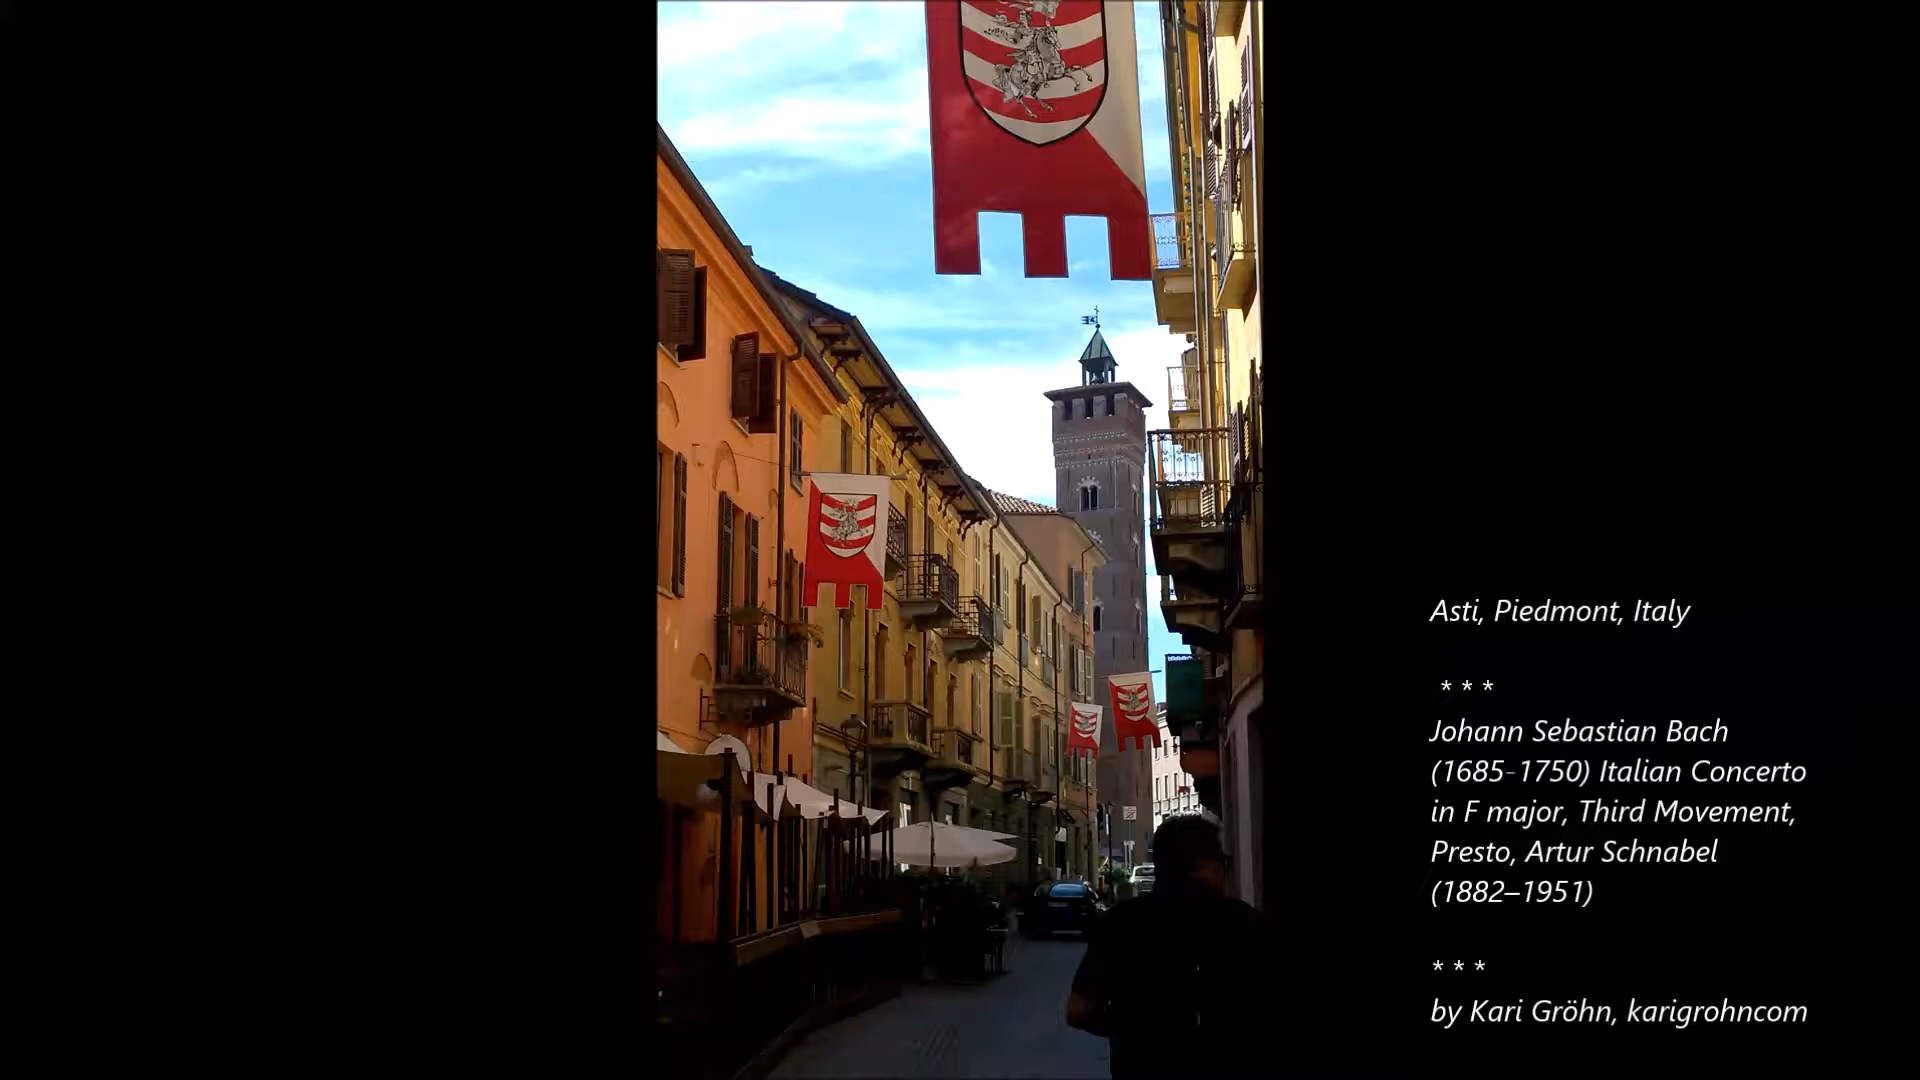 Asti, Piedmont, Italy
* * *
Johann Sebastian Bach
(1685-1750) Italian Concerto
in F major, Third Movement,
Presto, Artur Schnabel
(1882–1951)
* * *
by Kari Gröhn, karigrohncom